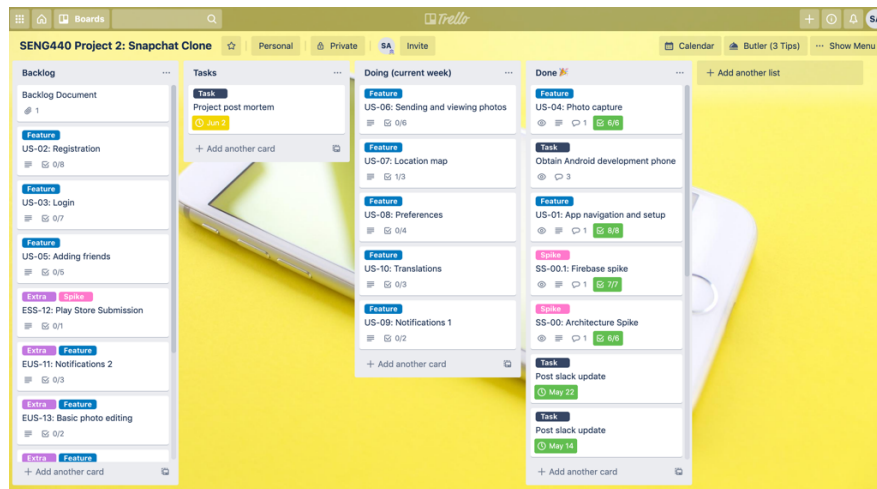 Boards
Trello
SA
SENG440 Project 2: Snapchat Clone
Personal
Private
SA
Invite
Calendar
Butler (3 Tips)
... Show Menu
Backlog
Backlog Document
1
Feature
US-02: Registration
0/8
Feature
US-03: Login
0/7
Feature
US-05: Adding friends
0/5
Extra Spike
ESS-12: Play Store Submission
0/1
Extra Feature
EUS-11: Notifications 2
0/3
Extra Feature
EUS-13: Basic photo editing
0/2
Extra Feature
+ Add another card
Tasks
Task
Project post mortem
Jun 2
+ Add another card
Doing (current week)
Feature
US-06: Sending and viewing photos
0/6
Feature
US-07: Location map
1/3
Feature
US-08: Preferences
0/4
Feature
US-10: Translations
0/3
Feature
US-09: Notifications 1
0/2
+ Add another card
Done 🎉
Feature
US-04: Photo capture
1 6/6
Task
Obtain Android development phone
3
Feature
US-01: App navigation and setup
1 8/8
Spike
SS-00.1: Firebase spike
1 7/7
Spike
SS-00: Architecture Spike
1 6/6
Task
Post slack update
May 22
Task
Post slack update
May 14
+ Add another card
+ Add another list